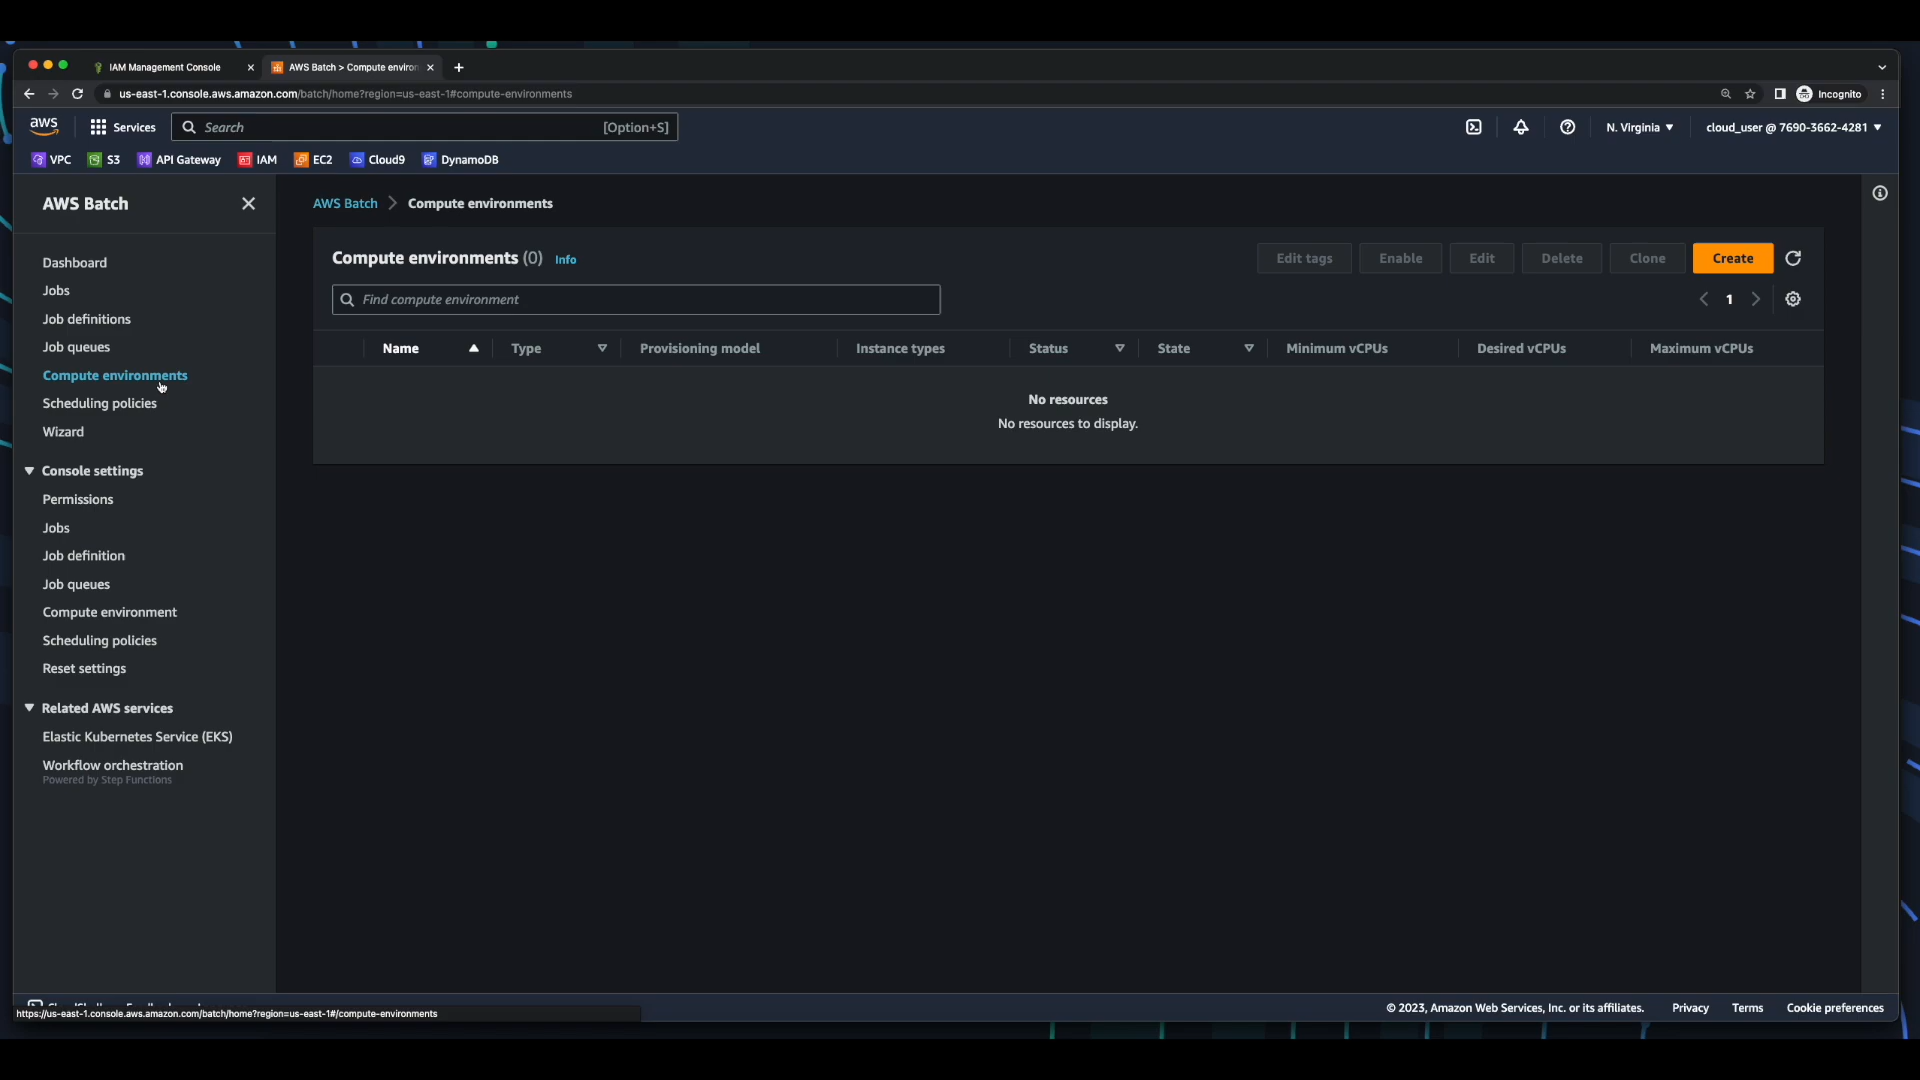 IAM Management Console
AWS Batch > Compute environ
us-east-1.console.aws.amazon.com/batch/home?region=us-east-1#compute-environments
Incognito
aws
Services
Search
[Option+S]
N. Virginia
cloud_user @ 7690-3662-4281
VPC
S3
API Gateway
IAM
EC2
Cloud9
DynamoDB
AWS Batch
Dashboard
Jobs
Job definitions
Job queues
Compute environments
Scheduling policies
Wizard
Console settings
Permissions
Jobs
Job definition
Job queues
Compute environment
Scheduling policies
Reset settings
Related AWS services
Elastic Kubernetes Service (EKS)
Workflow orchestration
Powered by Step Functions
AWS Batch > Compute environments
Compute environments (0) Info
Edit tags
Enable
Edit
Delete
Clone
Create
Find compute environment
1
Name
Type
Provisioning model
Instance types
Status
State
Minimum vCPUs
Desired vCPUs
Maximum vCPUs
No resources
No resources to display.
https://us-east-1.console.aws.amazon.com/batch/home?region=us-east-1#/compute-environments
© 2023, Amazon Web Services, Inc. or its affiliates.
Privacy
Terms
Cookie preferences